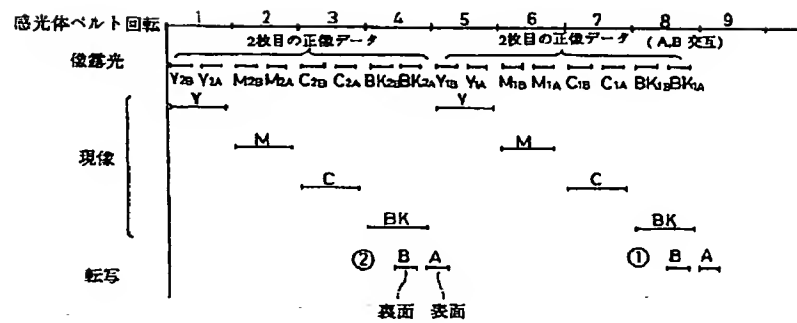 感光体ベルト回転 1 2 3 4 5 6 7 8 9
2枚目の正像データ 2枚目の正像データ (A,B 交互)
像露光
Y2B Y2A M2B M2A C2B C2A BK2B BK2A Y1B Y1A M1B M1A C1B C1A BK1B BK1A
Y Y
現像
M M
C C
BK BK
転写 ② B A ① B A
裏面 表面